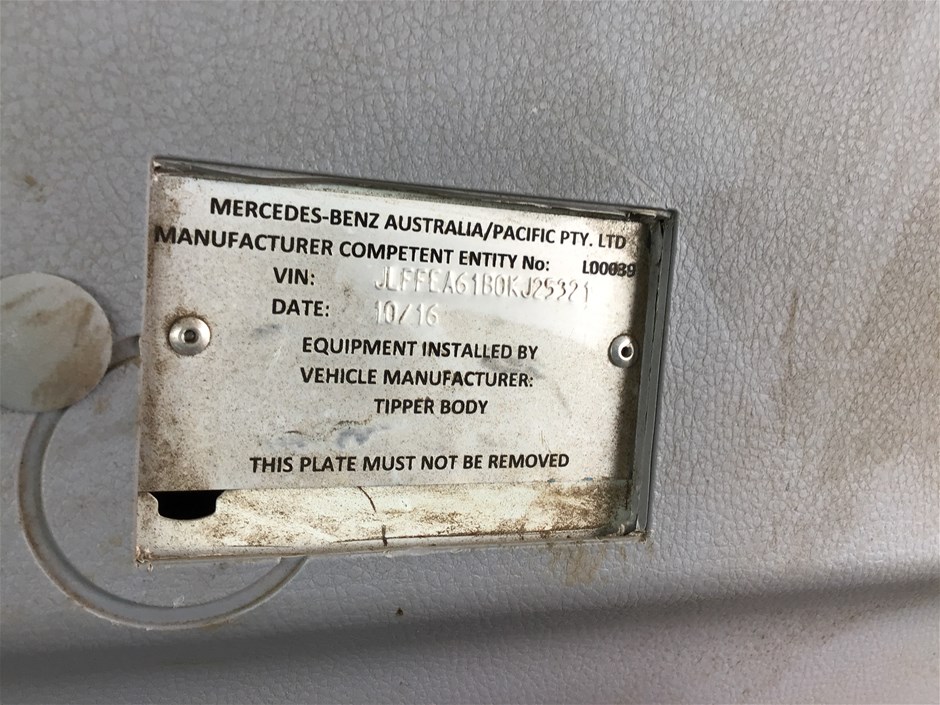 MERCEDES-BENZ AUSTRALIA/PACIFIC PTY. LTD
MANUFACTURER COMPETENT ENTITY No: L00039
VIN: JLFFEA61B0KJ25321
DATE: 10/16
EQUIPMENT INSTALLED BY
VEHICLE MANUFACTURER:
TIPPER BODY
THIS PLATE MUST NOT BE REMOVED